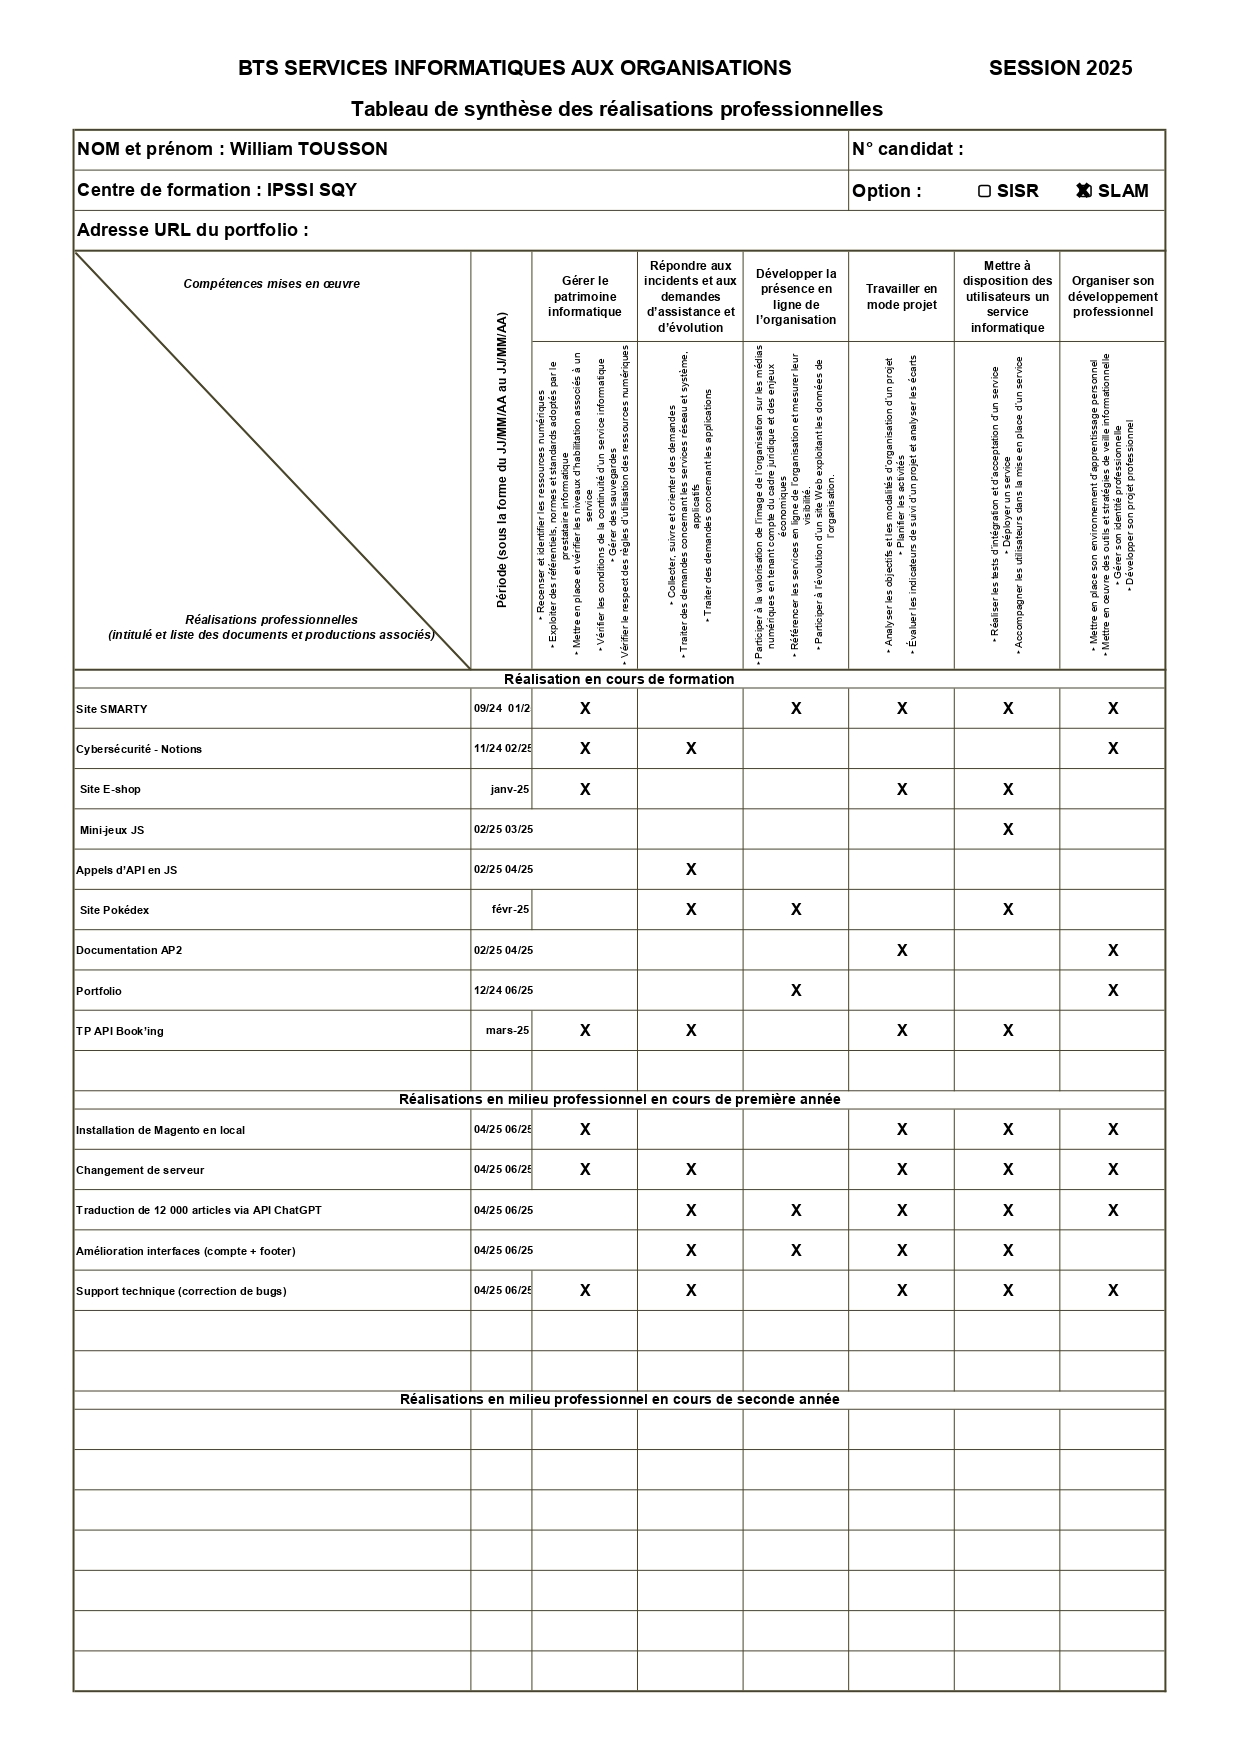 BTS SERVICES INFORMATIQUES AUX ORGANISATIONS SESSION 2025
Tableau de synthèse des réalisations professionnelles
NOM et prénom : William TOUSSON N° candidat :
Centre de formation : IPSSI SQY Option : SISR SLAM
Adresse URL du portfolio :
Compétences mises en œuvre
Réalisations professionnelles
(intitulé et liste des documents et productions associés)
Période (sous la forme du JJ/MM/AA au JJ/MM/AA)
Gérer le
patrimoine
informatique
Répondre aux
incidents et aux
demandes
d'assistance et
d'évolution
Développer la
présence en
ligne de
l'organisation
Travailler en
mode projet
Mettre à
disposition des
utilisateurs un
service
informatique
Organiser son
développement
professionnel
‣ Recenser et identifier les ressources numériques
‣ Exploiter des référentiels, normes et standards adoptés par le
prestataire informatique
‣ Mettre en place et vérifier les niveaux d'habilitation associés à un
service
‣ Vérifier les conditions de la continuité d'un service informatique
‣ Gérer des sauvegardes
‣ Vérifier le respect des règles d'utilisation des ressources numériques
‣ Collecter, suivre et orienter des demandes
‣ Traiter des demandes concernant les services réseau et système,
applicatifs
‣ Traiter des demandes concernant les applications
‣ Participer à la valorisation de l'image de l'organisation sur les médias
numériques en tenant compte du cadre juridique et des enjeux
économiques
‣ Référencer les services en ligne de l'organisation et mesurer leur
visibilité.
‣ Participer à l'évolution d'un site Web exploitant les données de
l'organisation.
‣ Analyser les objectifs et les modalités d'organisation d'un projet
‣ Planifier les activités
‣ Évaluer les indicateurs de suivi d'un projet et analyser les écarts
‣ Réaliser les tests d'intégration et d'acceptation d'un service
‣ Déployer un service
‣ Accompagner les utilisateurs dans la mise en place d'un service
‣ Mettre en place son environnement d'apprentissage personnel
‣ Mettre en œuvre des outils et stratégies de veille informationnelle
‣ Gérer son identité professionnelle
‣ Développer son projet professionnel
Réalisation en cours de formation
Site SMARTY 09/24 01/2 X X X X X
Cybersécurité - Notions 11/24 02/25 X X X
Site E-shop janv-25 X X X
Mini-jeux JS 02/25 03/25 X
Appels d'API en JS 02/25 04/25 X
Site Pokédex févr-25 X X X
Documentation AP2 02/25 04/25 X X
Portfolio 12/24 06/25 X X
TP API Book'ing mars-25 X X X X
Réalisations en milieu professionnel en cours de première année
Installation de Magento en local 04/25 06/25 X X X X
Changement de serveur 04/25 06/25 X X X X X
Traduction de 12 000 articles via API ChatGPT 04/25 06/25 X X X X X
Amélioration interfaces (compte + footer) 04/25 06/25 X X X X
Support technique (correction de bugs) 04/25 06/25 X X X X X
Réalisations en milieu professionnel en cours de seconde année